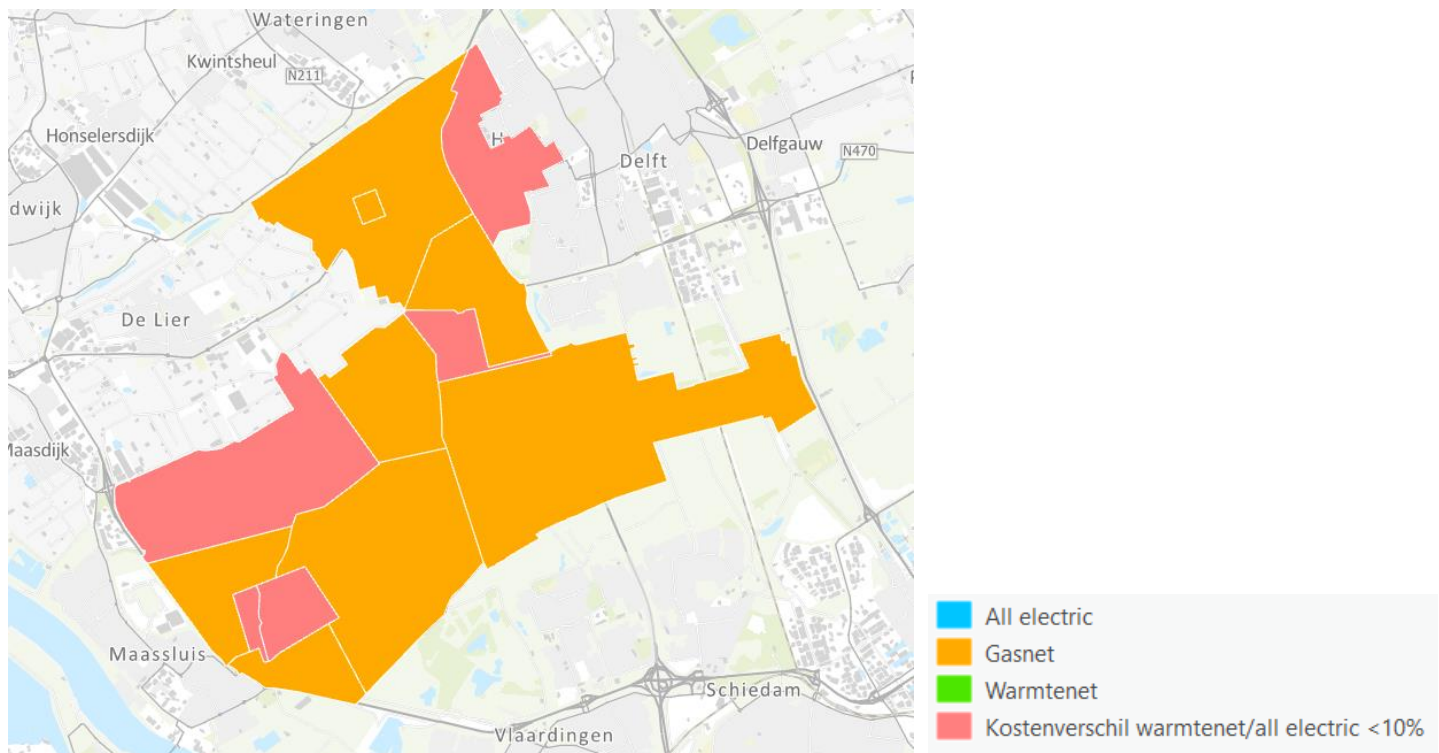 Wateringen
Kwintsheul
N211
Honselersdijk
H
Delft
Delfgauw
N470
dwijk
De Lier
Maasdijk
Maassluis
Schiedam
Vlaardingen
All electric
Gasnet
Warmtenet
Kostenverschil warmtenet/all electric <10%